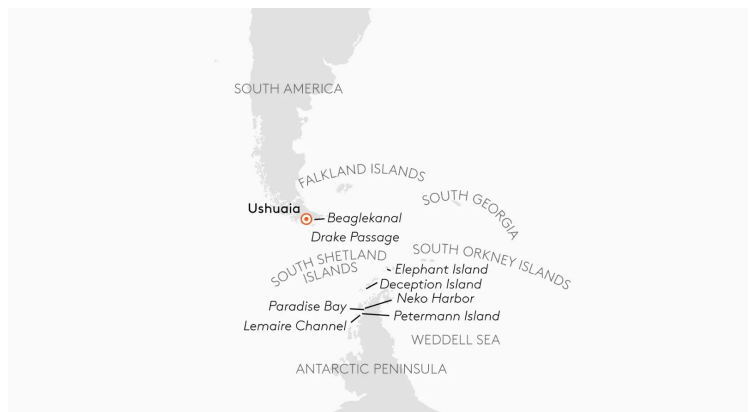 SOUTH AMERICA
FALKLAND ISLANDS
SOUTH GEORGIA
Ushuaia
Beaglekanal
Drake Passage
SOUTH SHETLAND
ISLANDS
SOUTH ORKNEY ISLANDS
Elephant Island
Deception Island
Neko Harbor
Paradise Bay
Petermann Island
Lemaire Channel
WEDDELL SEA
ANTARCTIC PENINSULA